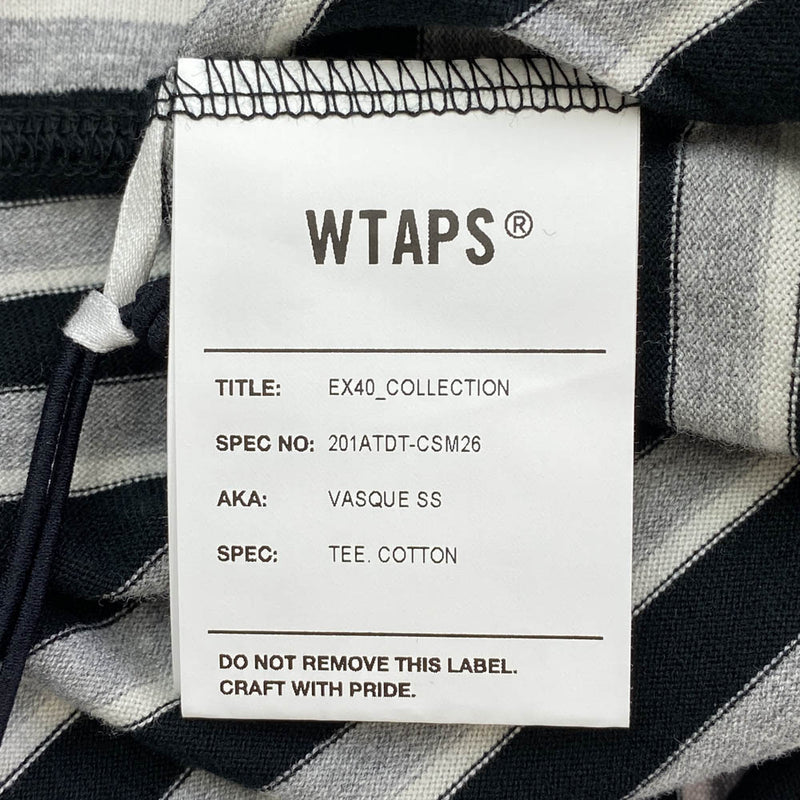 WTAPS®
TITLE: EX40_COLLECTION
SPEC NO: 201ATDT-CSM26
AKA: VASQUE SS
SPEC: TEE. COTTON
DO NOT REMOVE THIS LABEL.
CRAFT WITH PRIDE.